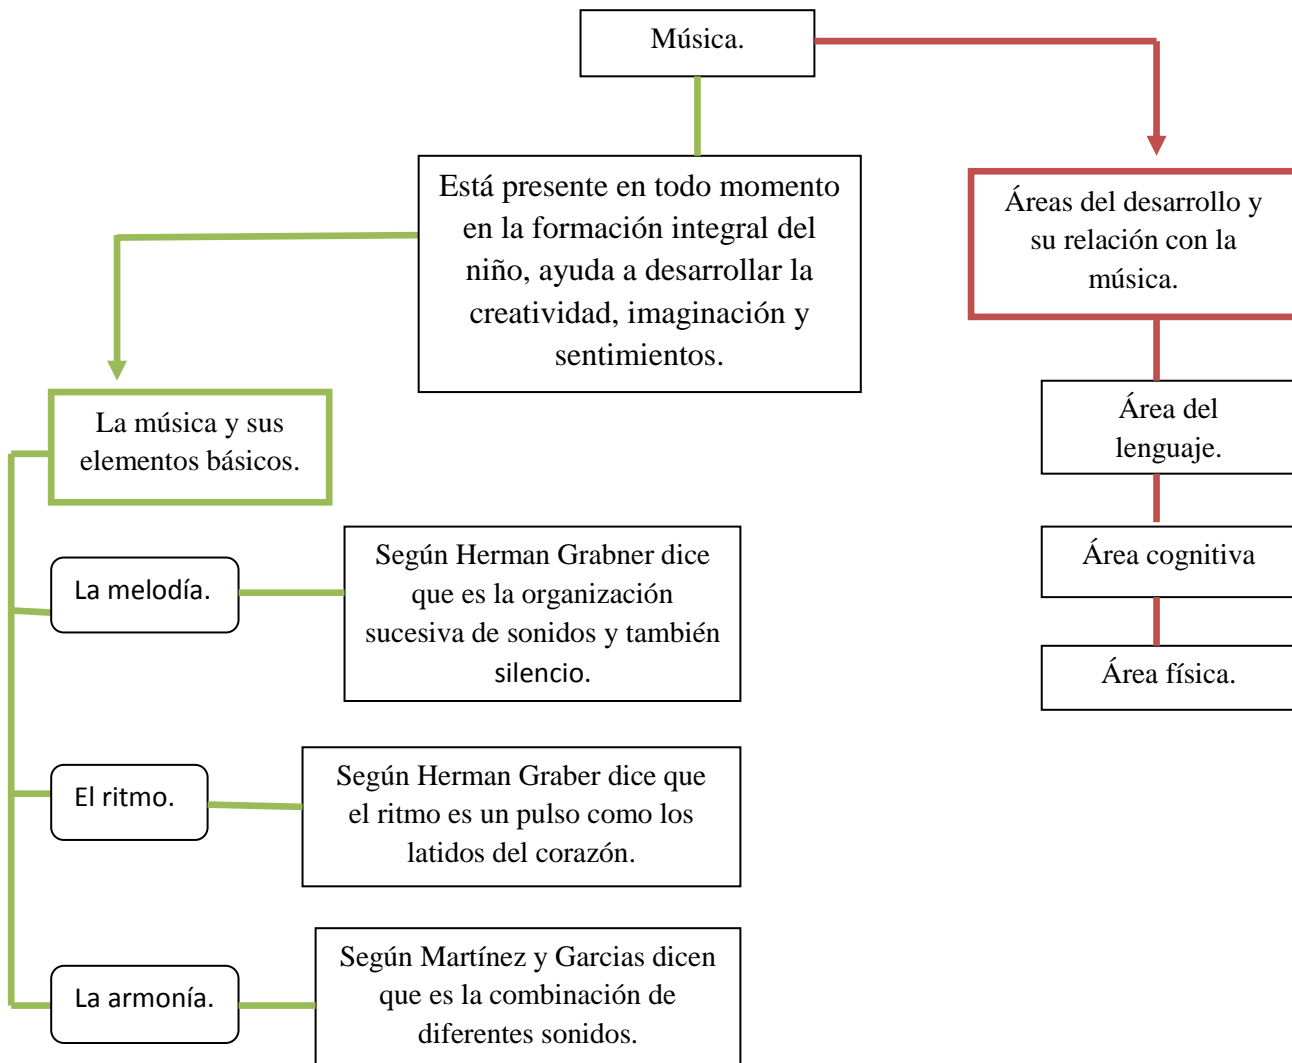 Música.
Está presente en todo momento
en la formación integral del
niño, ayuda a desarrollar la
creatividad, imaginación y
sentimientos.
Áreas del desarrollo y
su relación con la
música.
Área del
lenguaje.
Área cognitiva
Área física.
La música y sus
elementos básicos.
La melodía.
Según Herman Grabner dice
que es la organización
sucesiva de sonidos y también
silencio.
El ritmo.
Según Herman Graber dice que
el ritmo es un pulso como los
latidos del corazón.
La armonía.
Según Martínez y Garcias dicen
que es la combinación de
diferentes sonidos.